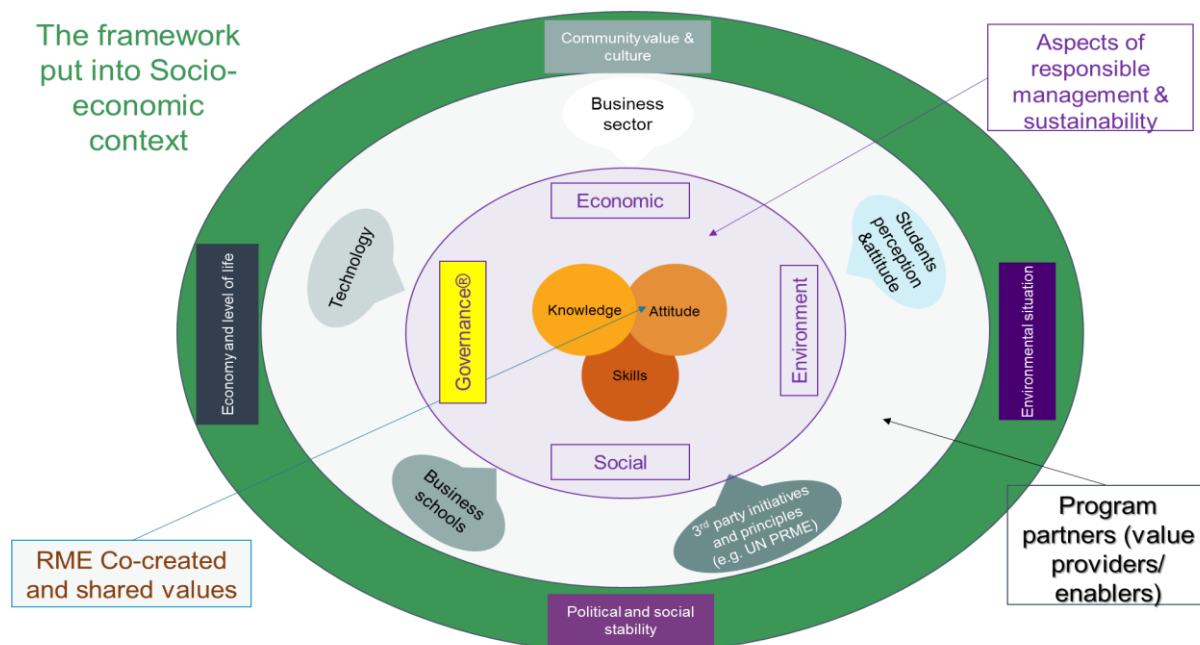 The framework
put into Socio-
economic
context
Community value &
culture
Aspects of
responsible
management &
sustainability
Business
sector
Economic
Technology
Students
perception
&attitude
Economy and level of life
Governance®
Knowledge
Attitude
Skills
Environment
Environmental situation
Social
Business
schools
3rd party initiatives
and principles
(e.g. UN PRME)
Program
partners (value
providers/
enablers)
RME Co-created
and shared values
Political and social
stability